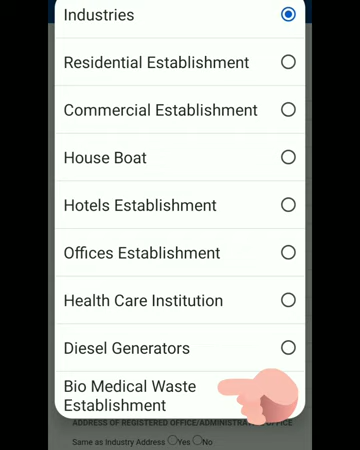 Industries
Residential Establishment
Commercial Establishment
House Boat
Hotels Establishment
Offices Establishment
Health Care Institution
Diesel Generators
Bio Medical Waste
Establishment
ADDRESS OF REGISTERED OFFICE/ADMINISTRATIVE OFFICE
Same as Industry Address Yes No